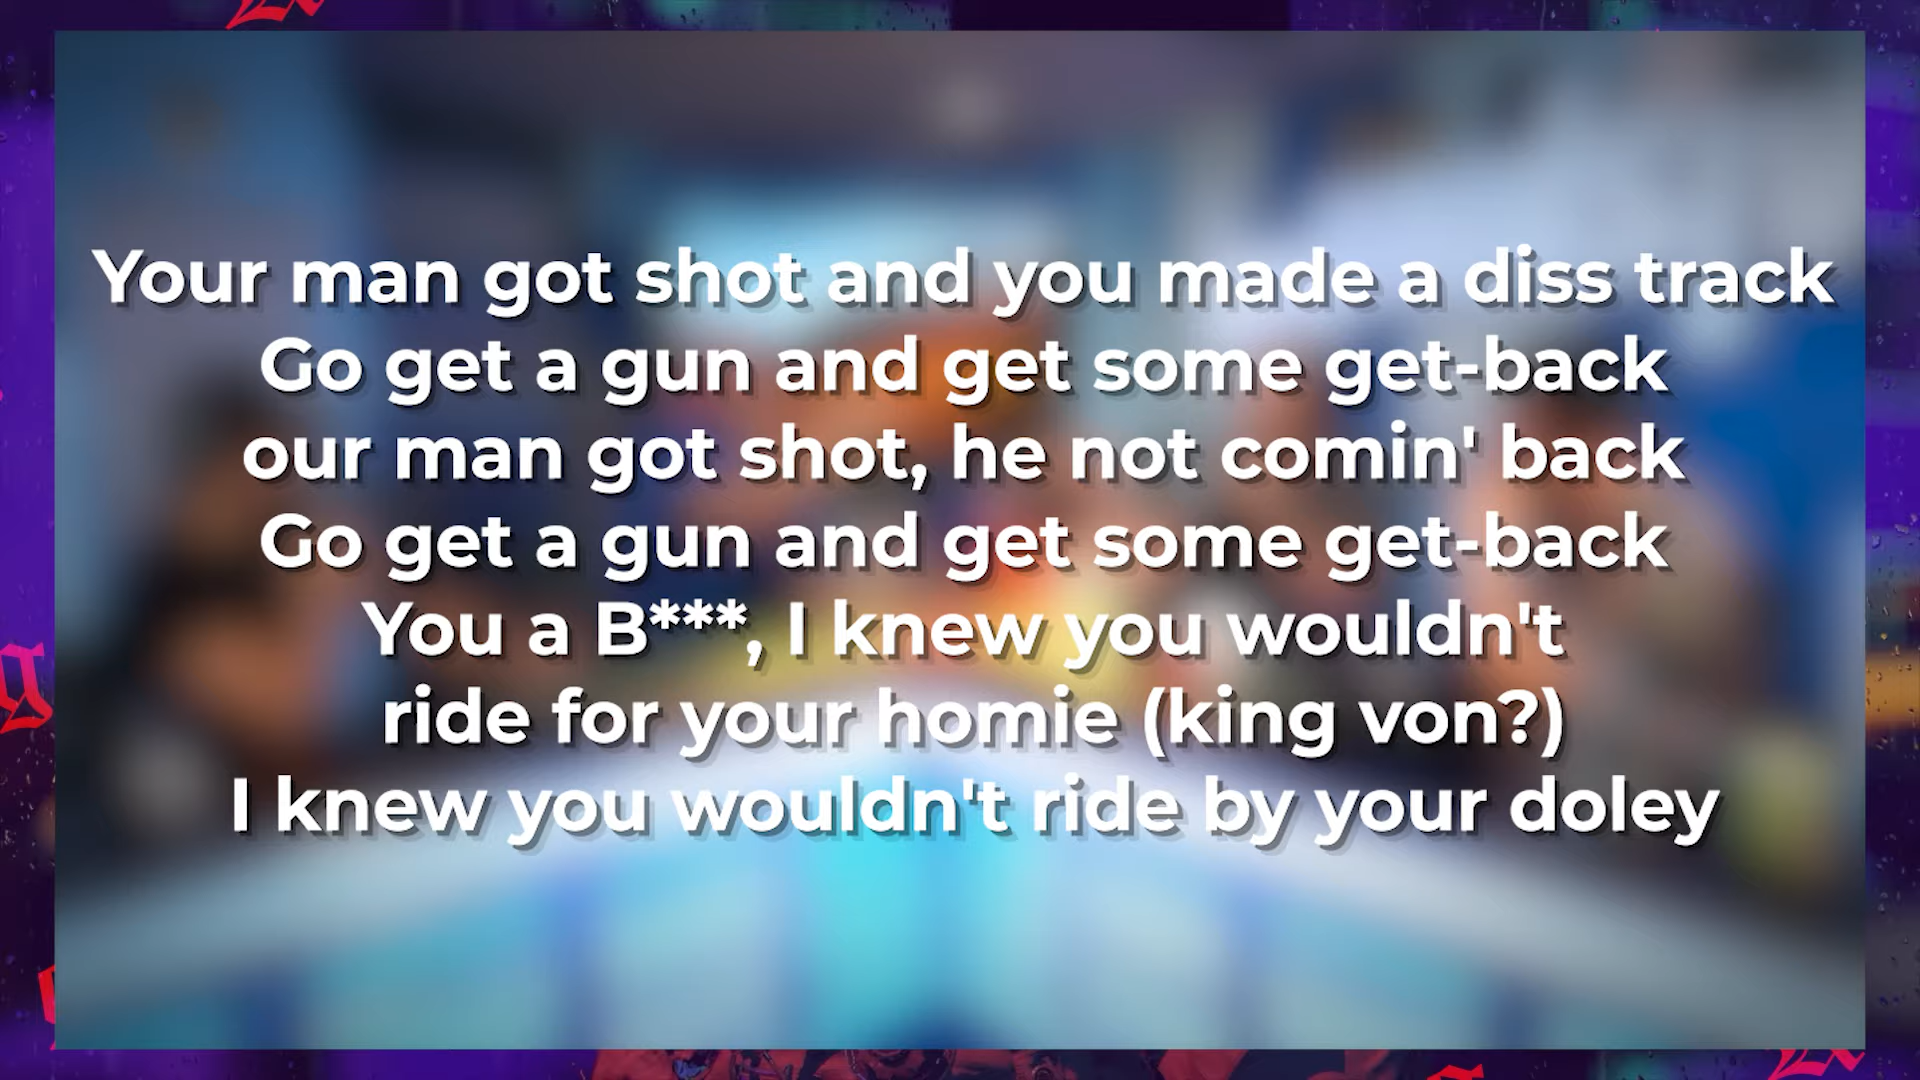 Your man got shot and you made a diss track
Go get a gun and get some get-back
our man got shot, he not comin' back
Go get a gun and get some get-back
You a B***, I knew you wouldn't
ride for your homie (king von?)
I knew you wouldn't ride by your doley